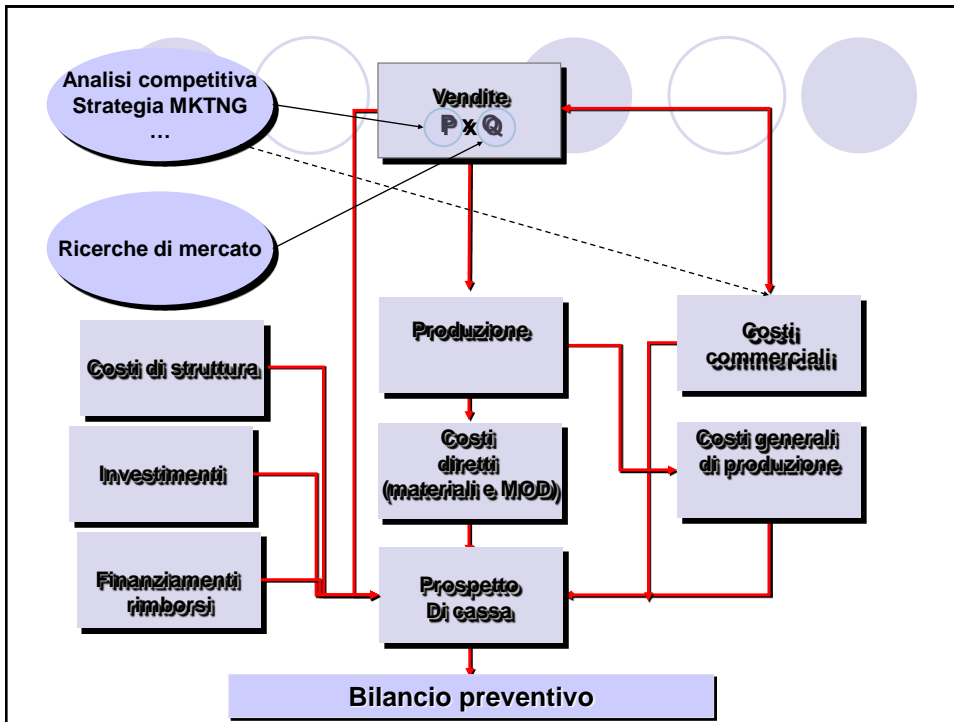 Analisi competitiva
Strategia MKTNG
…
Vendite
P x Q
Ricerche di mercato
Costi di struttura
Produzione
Costi
commerciali
Investimenti
Costi
diretti
(materiali e MOD)
Costi generali
di produzione
Finanziamenti
rimborsi
Prospetto
Di cassa
Bilancio preventivo